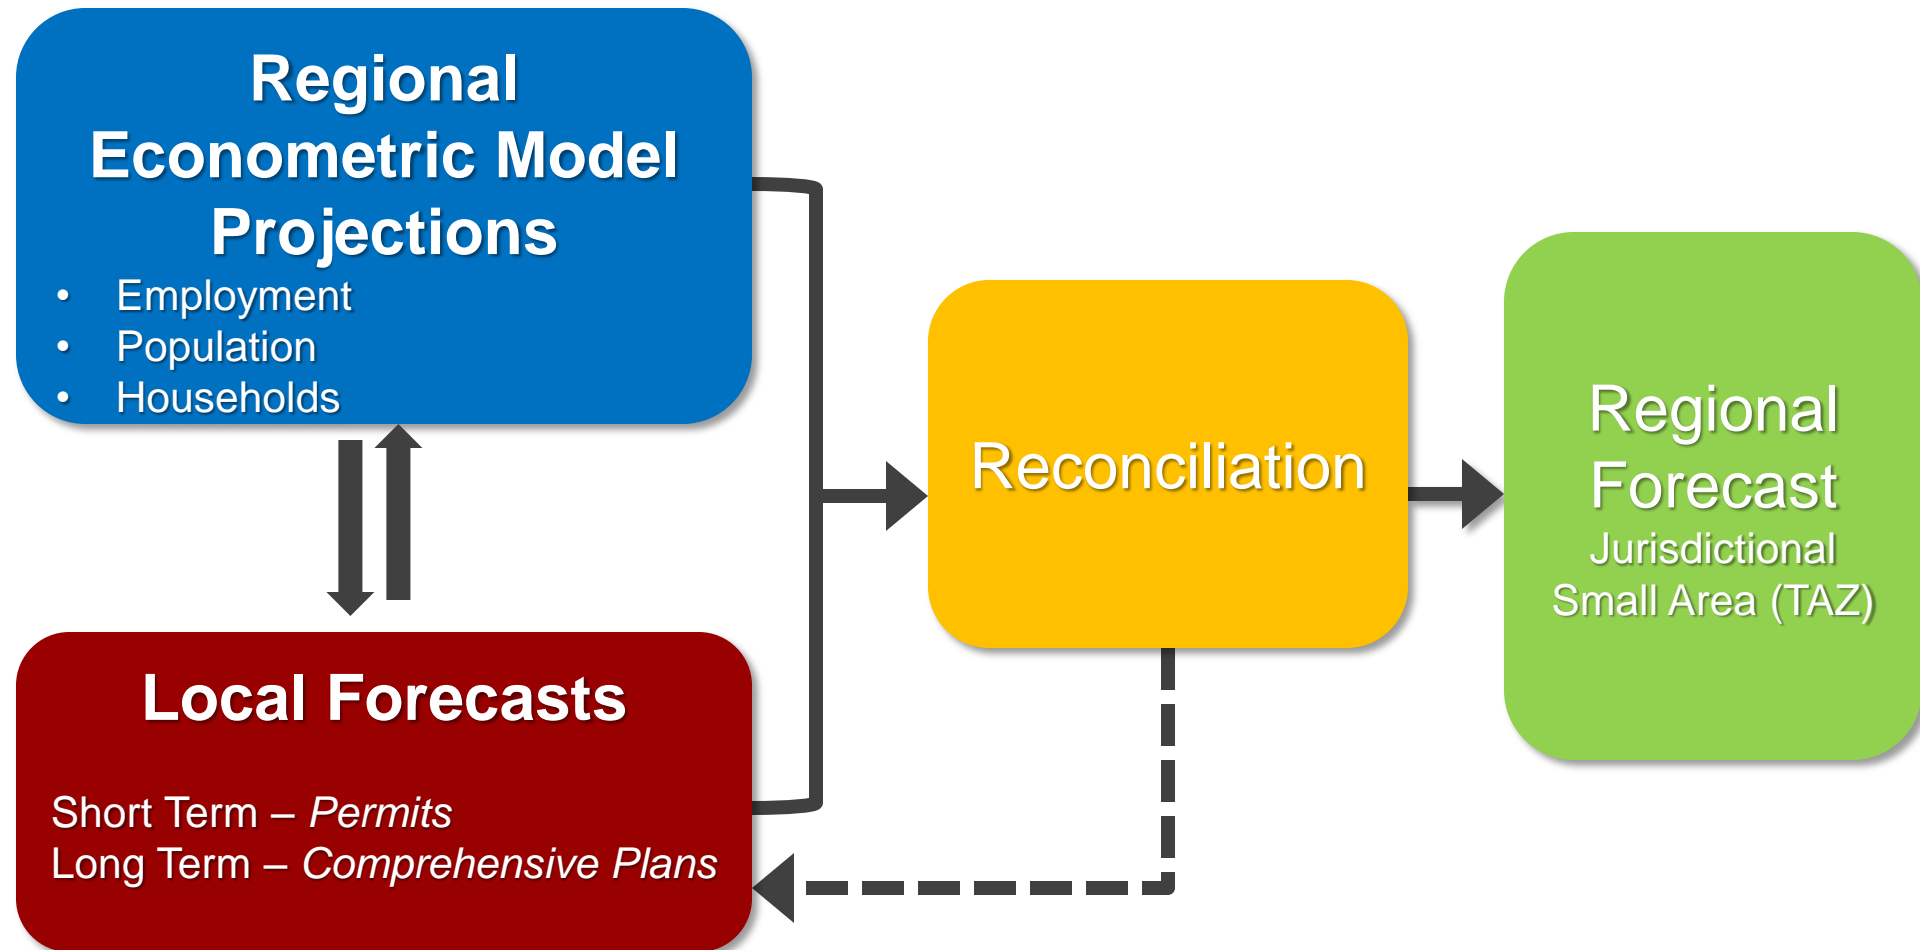 Regional
Econometric Model
Projections
• Employment
• Population
• Households
Local Forecasts
Short Term – Permits
Long Term – Comprehensive Plans
Reconciliation
Regional
Forecast
Jurisdictional
Small Area (TAZ)